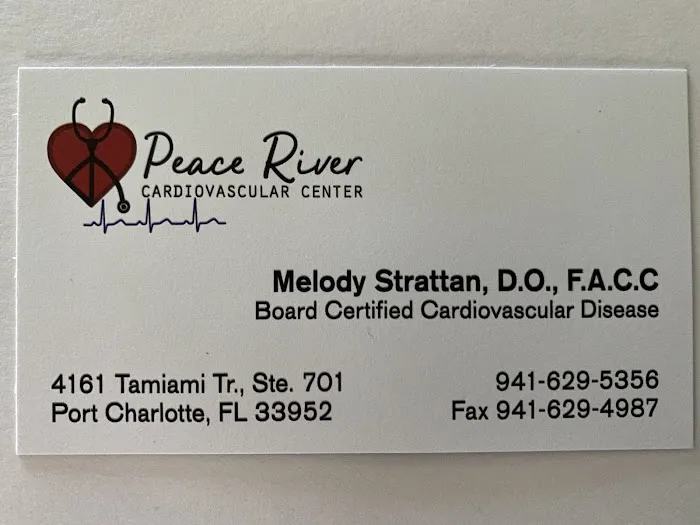 Peace River
CARDIOVASCULAR CENTER
Melody Strattan, D.O., F.A.C.C
Board Certified Cardiovascular Disease
4161 Tamiami Tr., Ste. 701
Port Charlotte, FL 33952
941-629-5356
Fax 941-629-4987